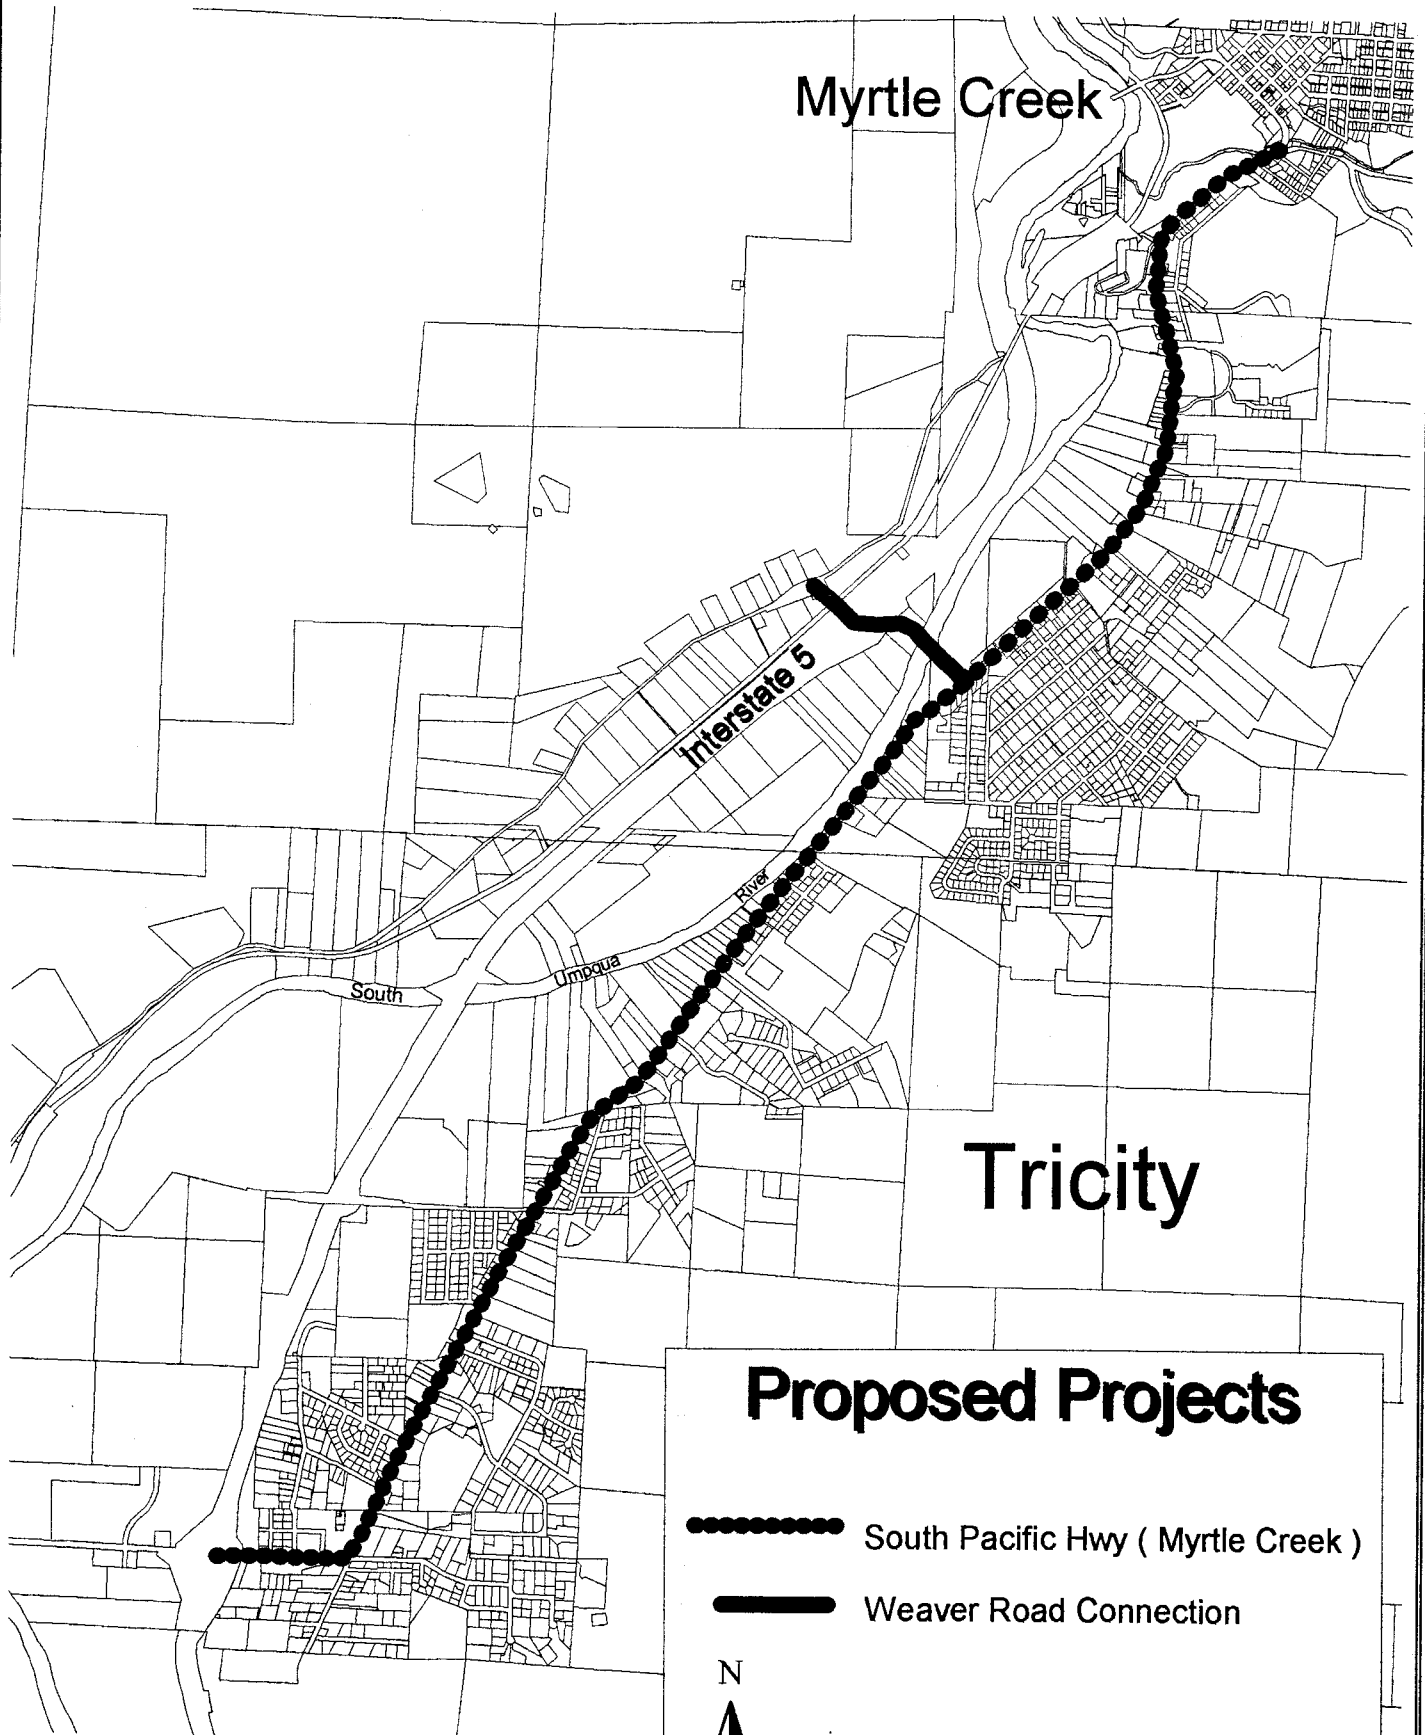 Myrtle Creek
Interstate 5
River
Umpqua
South
Tricity
Proposed Projects
South Pacific Hwy ( Myrtle Creek )
Weaver Road Connection
N